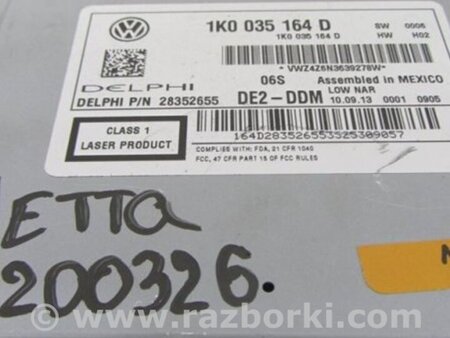 1K0 035 164 D SW 0006
1K0 035 164 D HW H02
* VWZ4Z6N3639278W*
06S Assembled in MEXICO
DELPHI LOW NAR
DELPHI P/N 28352655 DE2-DDM 10.09.13 0001 0905
CLASS 1
LASER PRODUCT
164D283526553525309057
COMPLIES WITH: FDA, 21 CFR 1040
FCC, 47 CFR PART 15 OF FCC RULES
ETTA
200326.
© www.razborki.com